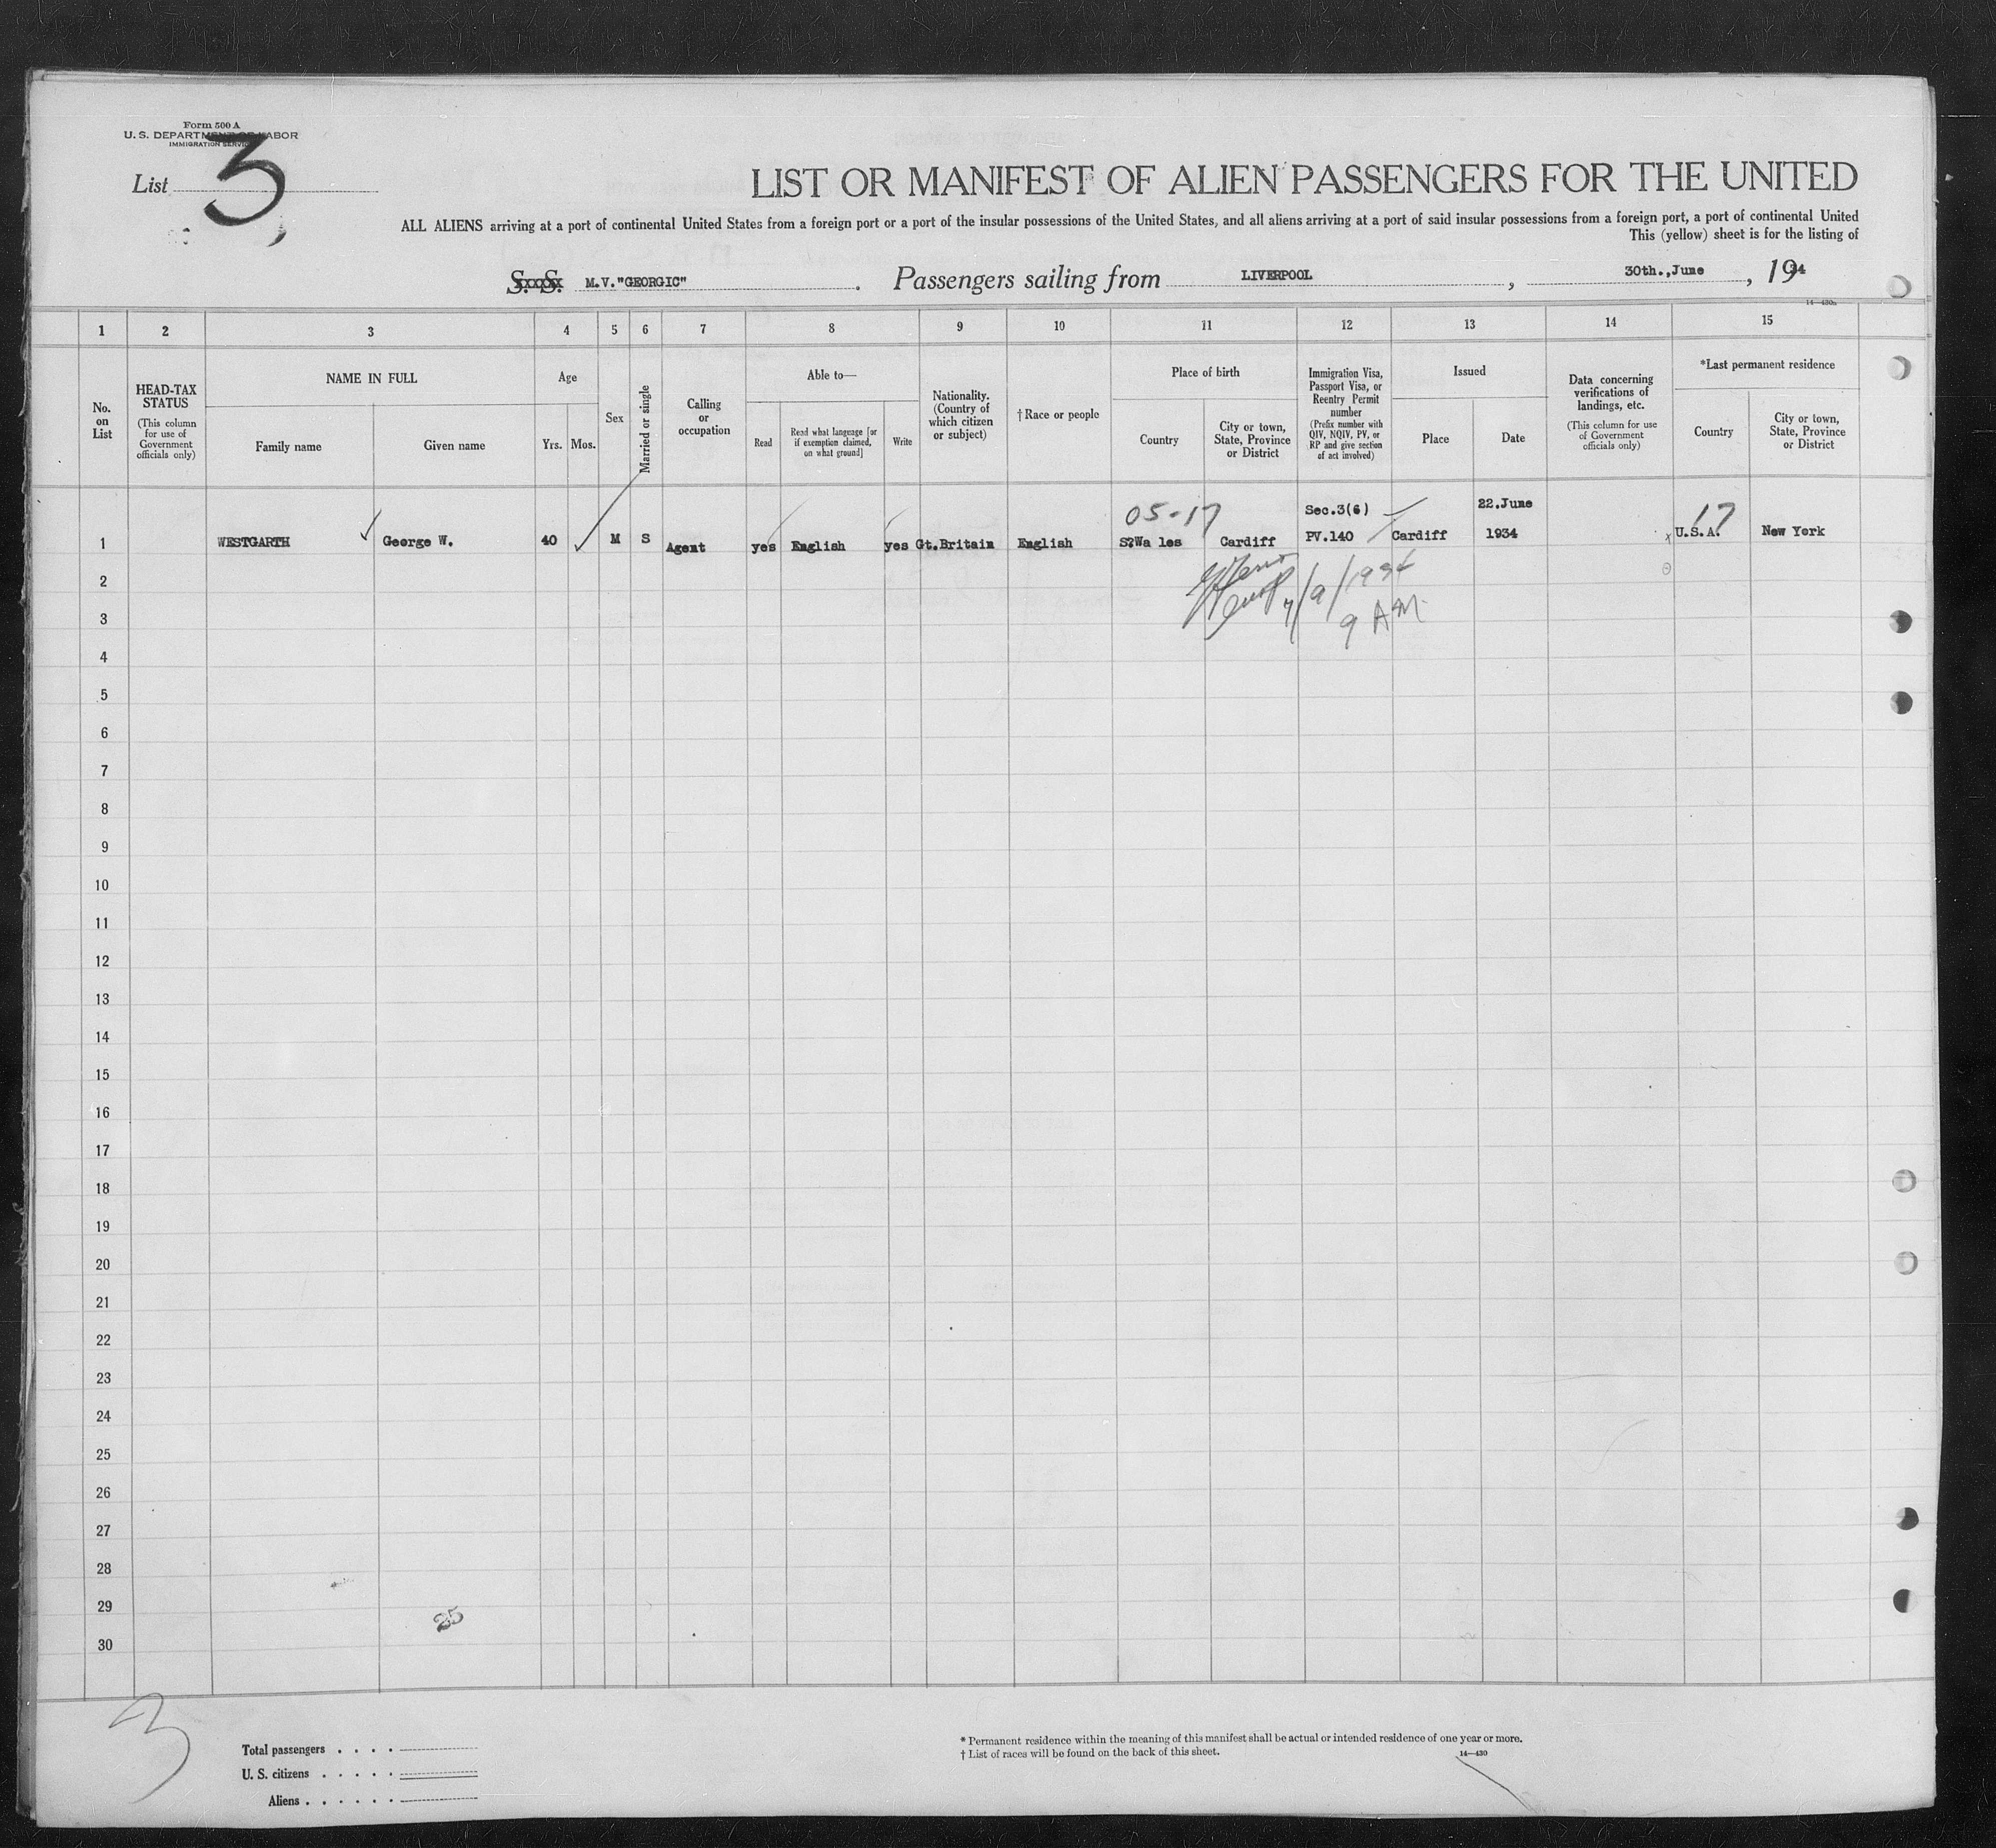 Form 500 A
U. S. DEPARTMENT OF LABOR
IMMIGRATION SERVICE
List 3
LIST OR MANIFEST OF ALIEN PASSENGERS FOR THE UNITED
ALL ALIENS arriving at a port of continental United States from a foreign port or a port of the insular possessions of the United States, and all aliens arriving at a port of said insular possessions from a foreign port, a port of continental United
This (yellow) sheet is for the listing of
S. S. M.V."GEORGIC" . Passengers sailing from LIVERPOOL , 30th.,June , 1934
14—430a
1 2 3 4 5 6 7 8 9 10 11 12 13 14 15
No. on List
HEAD-TAX STATUS
(This column for use of Government officials only)
NAME IN FULL
Family name
Given name
Age
Yrs. Mos.
Sex
Married or single
Calling or occupation
Able to—
Read
Read what language [or if exemption claimed, on what ground]
Write
Nationality. (Country of which citizen or subject)
†Race or people
Place of birth
Country
City or town, State, Province or District
Immigration Visa, Passport Visa, or Reentry Permit number
(Prefix number with QIV, NQIV, PV, or RP and give section of act involved)
Issued
Place
Date
Data concerning verifications of landings, etc.
(This column for use of Government officials only)
*Last permanent residence
Country
City or town, State, Province or District
05-17 Sec.3(6) 22.June 17
1 WESTGARTH George W. 40 M S Agent yes English yes Gt.Britain English S?Wa les Cardiff PV.140 Cardiff 1934 x U.S.A. New York
2
7/9/1934
3
9 AM
4
5
6
7
8
9
10
11
12
13
14
15
16
17
18
19
20
21
22
23
24
25
26
27
28
29
25
30
3
Total passengers . . . .
U. S. citizens . . . . .
Aliens . . . . . .
* Permanent residence within the meaning of this manifest shall be actual or intended residence of one year or more.
† List of races will be found on the back of this sheet.
14—430